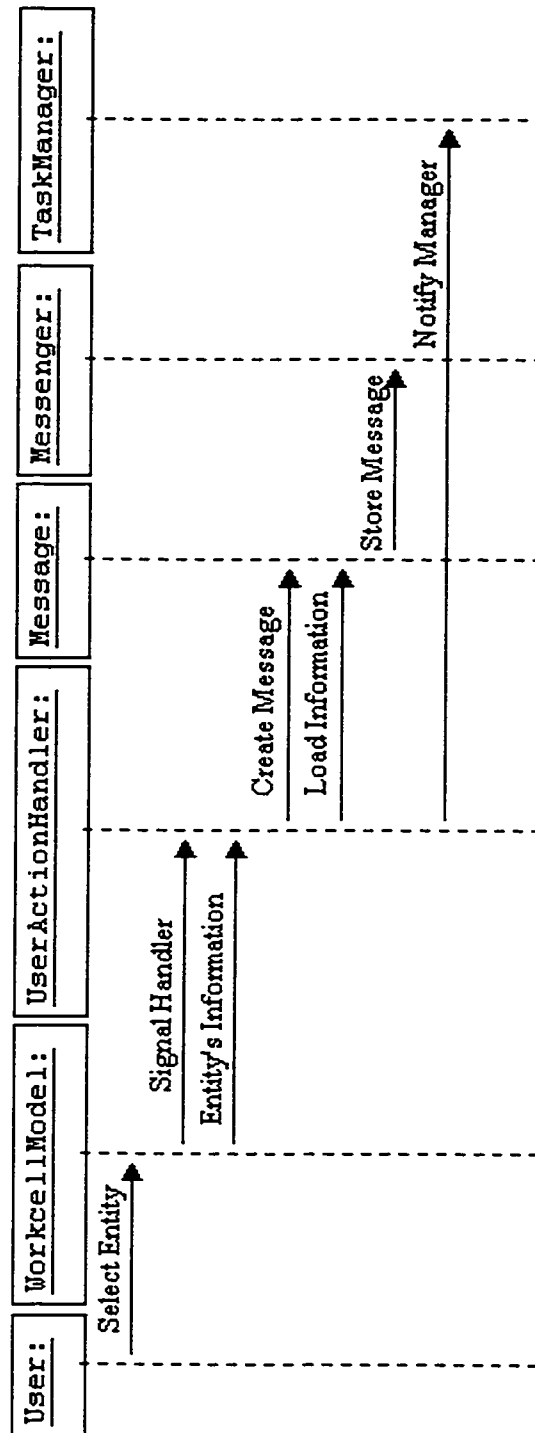 User:
WorkcellModel:
UserActionHandler:
Message:
Messenger:
TaskManager:
Select Entity
Signal Handler
Entity's Information
Create Message
Load Information
Store Message
Notify Manager